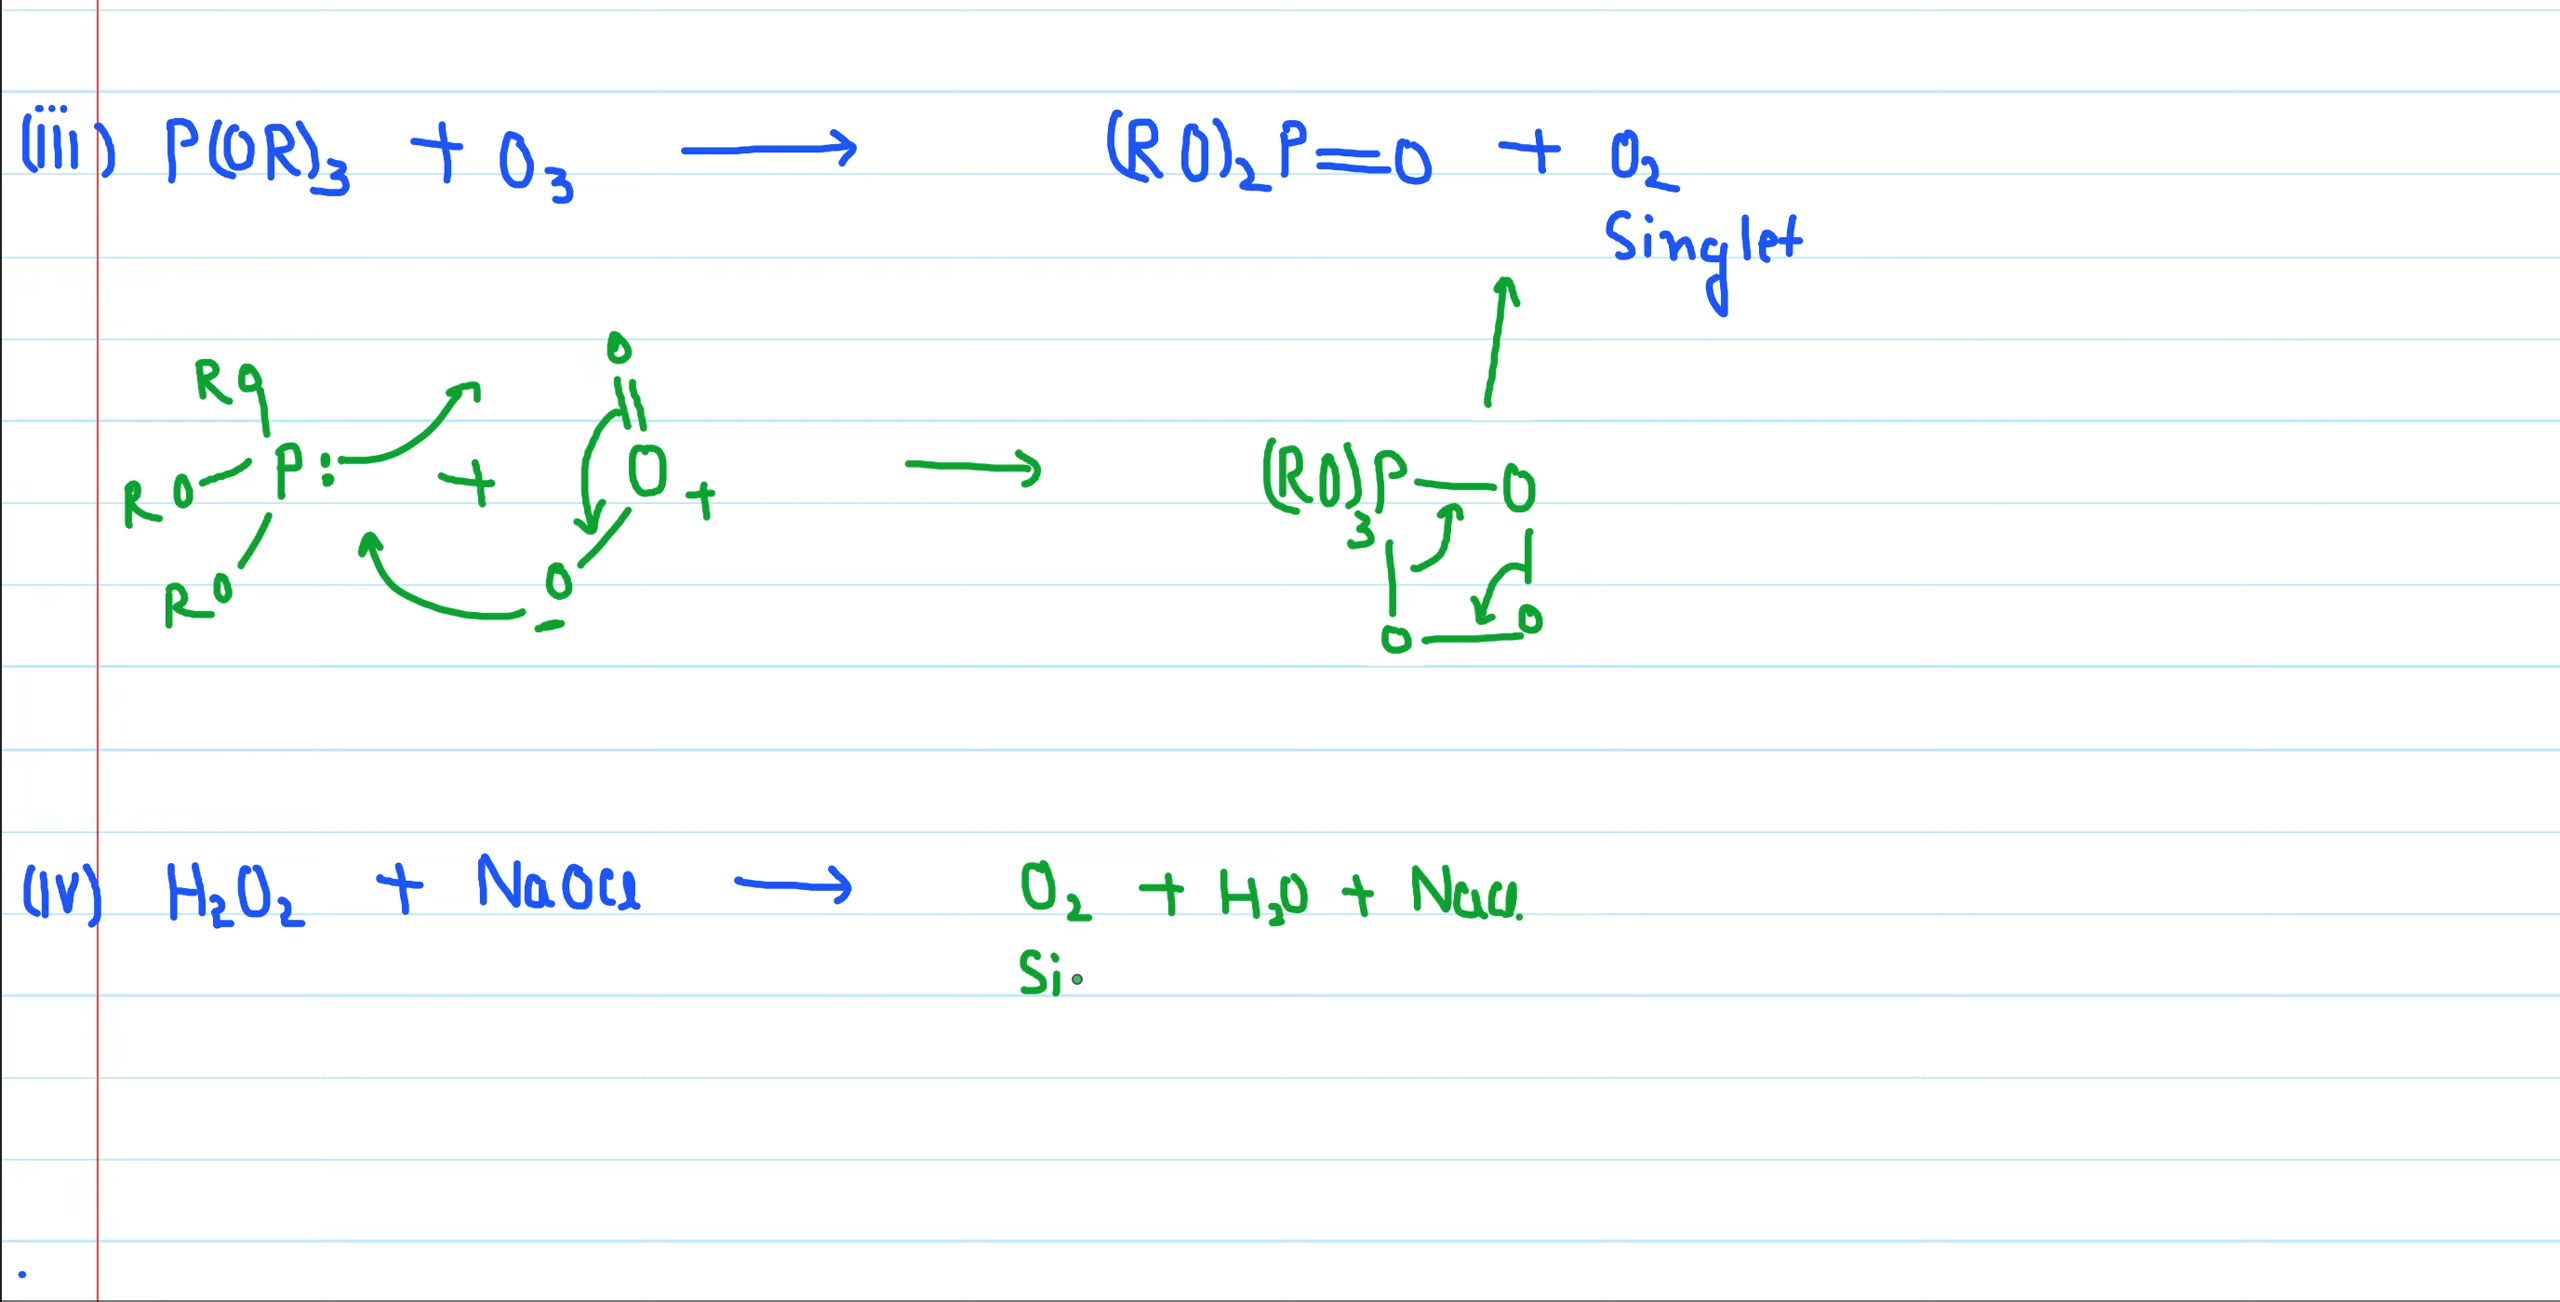 (iii) P(OR)₃ + O₃ ⟶ (RO)₂P=O + O₂
Singlet
RO
RO P: + O=O+ ⟶ (RO)₃P—O
RO O−
O—O
(iv) H₂O₂ + NaOCl ⟶ O₂ + H₂O + NaCl.
Si